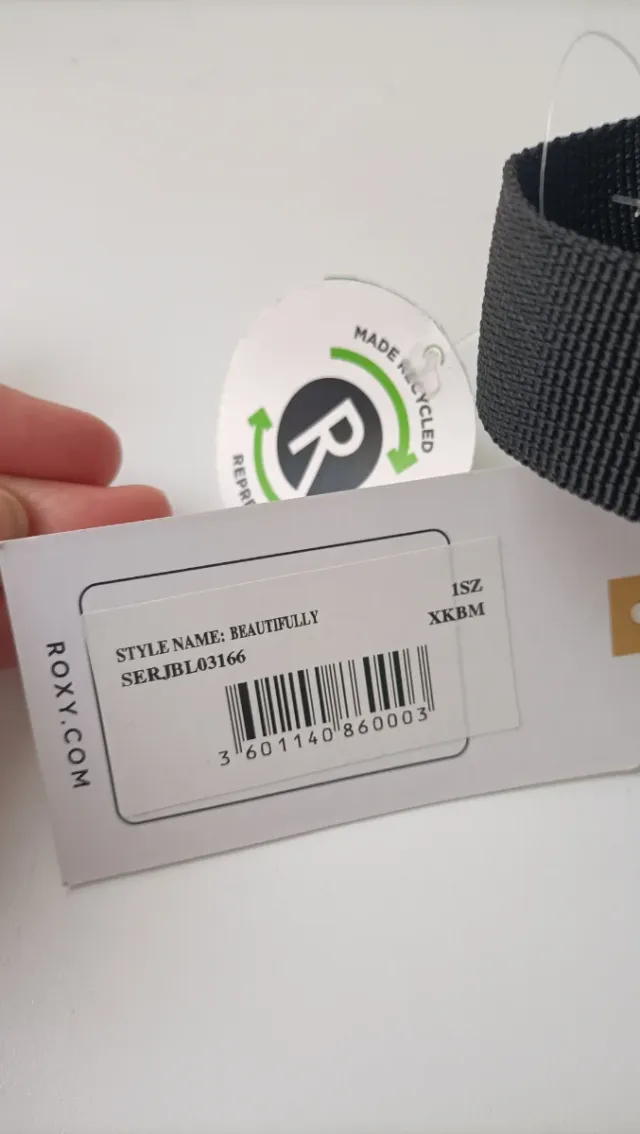 MADE RECYCLED
R
ROXY.COM
STYLE NAME: BEAUTIFULLY
1SZ
SERJBL03166
XKBM
3 601140 860003